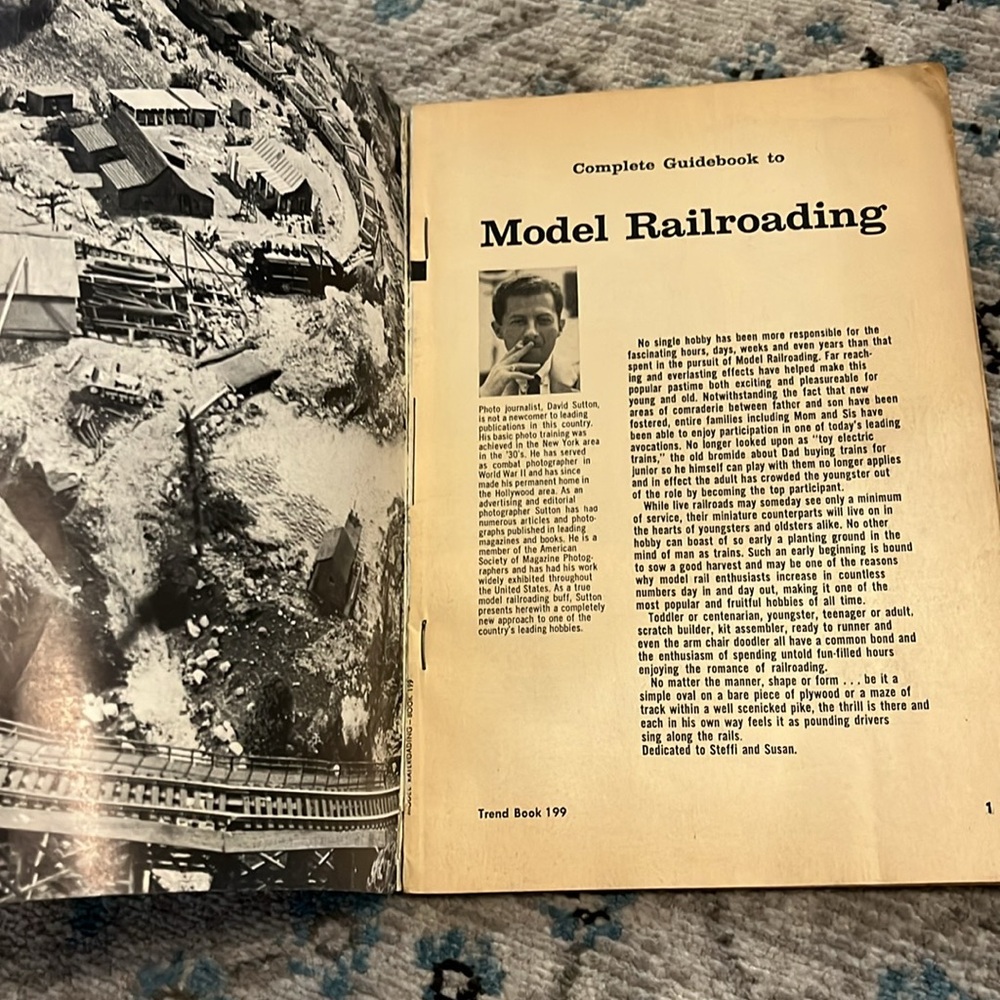 Complete Guidebook to
Model Railroading
Photo journalist, David Sutton,
is not a newcomer to leading
publications in this country.
His basic photo training was
achieved in the New York area
in the '30's. He has served
as combat photographer in
World War II and has since
made his permanent home in
the Hollywood area. As an
advertising and editorial
photographer Sutton has had
numerous articles and photo-
graphs published in leading
magazines and books. He is a
member of the American
Society of Magazine Photog-
raphers and has had his work
widely exhibited throughout
the United States. As a true
model railroading buff, Sutton
presents herewith a completely
new approach to one of the
country's leading hobbies.
No single hobby has been more responsible for the
fascinating hours, days, weeks and even years than that
spent in the pursuit of Model Railroading. Far reach-
ing and everlasting effects have helped make this
popular pastime both exciting and pleasureable for
young and old. Notwithstanding the fact that new
areas of comraderie between father and son have been
fostered, entire families including Mom and Sis have
been able to enjoy participation in one of today's leading
avocations. No longer looked upon as "toy electric
trains," the old bromide about Dad buying trains for
junior so he himself can play with them no longer applies
and in effect the adult has crowded the youngster out
of the role by becoming the top participant.
While live railroads may someday see only a minimum
of service, their miniature counterparts will live on in
the hearts of youngsters and oldsters alike. No other
hobby can boast of so early a planting ground in the
mind of man as trains. Such an early beginning is bound
to sow a good harvest and may be one of the reasons
why model rail enthusiasts increase in countless
numbers day in and day out, making it one of the
most popular and fruitful hobbies of all time.
Toddler or centenarian, youngster, teenager or adult,
scratch builder, kit assembler, ready to runner and
even the arm chair doodler all have a common bond and
the enthusiasm of spending untold fun-filled hours
enjoying the romance of railroading.
No matter the manner, shape or form . . . be it a
simple oval on a bare piece of plywood or a maze of
track within a well scenicked pike, the thrill is there and
each in his own way feels it as pounding drivers
sing along the rails.
Dedicated to Steffi and Susan.
Trend Book 199
1
MODEL RAILROADING—BOOK 199